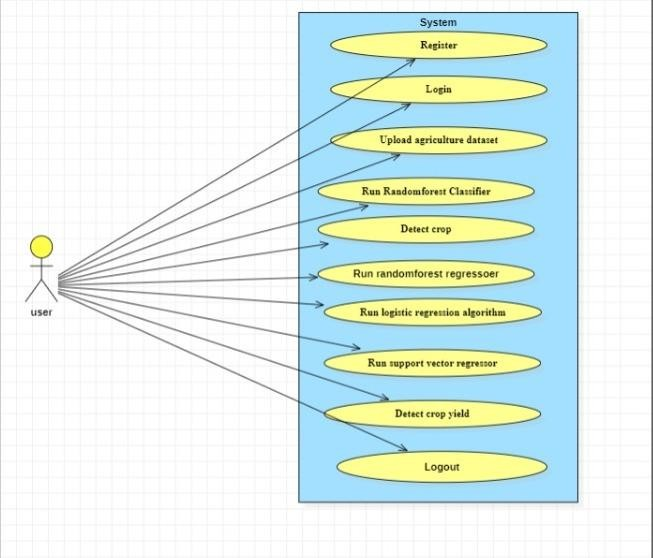 System
Register
Login
Upload agriculture dataset
Run Randomforest Classifier
Detect crop
Run randomforest regressoer
user
Run logistic regression algorithm
Run support vector regressor
Detect crop yield
Logout